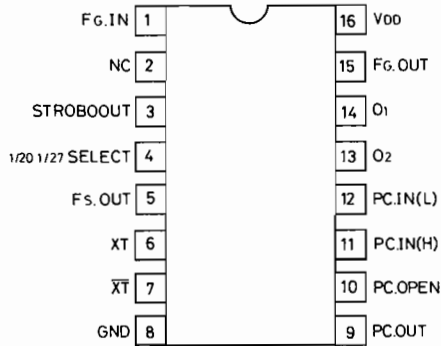 FG.IN 1 16 VDD
NC 2 15 FG.OUT
STROBOOUT 3 14 O1
1/20 1/27 SELECT 4 13 O2
FS.OUT 5 12 PC.IN(L)
XT 6 11 PC.IN(H)
X̅T̅ 7 10 PC.OPEN
GND 8 9 PC.OUT